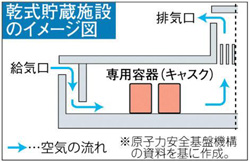 乾式貯蔵施設
のイメージ図
排気口
給気口
専用容器(キャスク)
→…空気の流れ
※原子力安全基盤機構
の資料を基に作成。